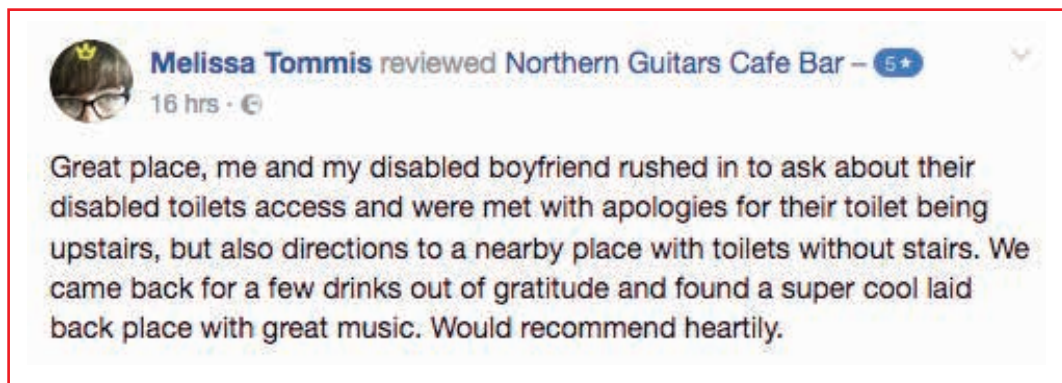 Melissa Tommis reviewed Northern Guitars Cafe Bar – 5★
16 hrs ·
Great place, me and my disabled boyfriend rushed in to ask about their
disabled toilets access and were met with apologies for their toilet being
upstairs, but also directions to a nearby place with toilets without stairs. We
came back for a few drinks out of gratitude and found a super cool laid
back place with great music. Would recommend heartily.